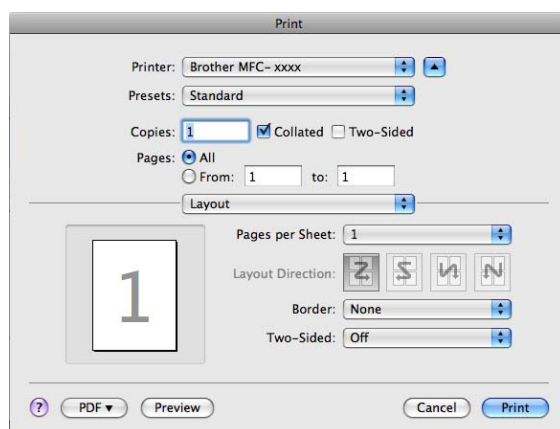 Print
Printer: Brother MFC- xxxx
Presets: Standard
Copies: 1 Collated Two-Sided
Pages: All
From: 1 to: 1
Layout
Pages per Sheet: 1
Layout Direction:
Border: None
Two-Sided: Off
1
? PDF▼ Preview Cancel Print